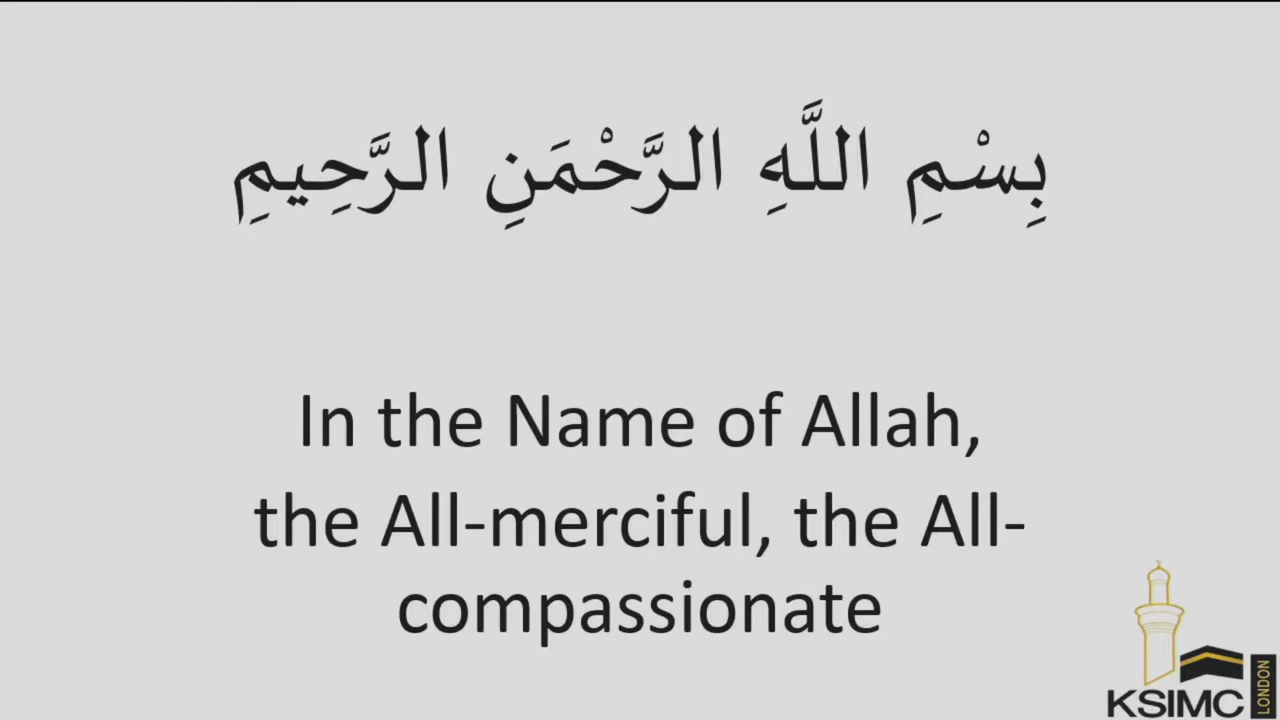 بِسْمِ اللَّهِ الرَّحْمَنِ الرَّحِيمِ
In the Name of Allah,
the All-merciful, the All-
compassionate
KSIMC
LONDON